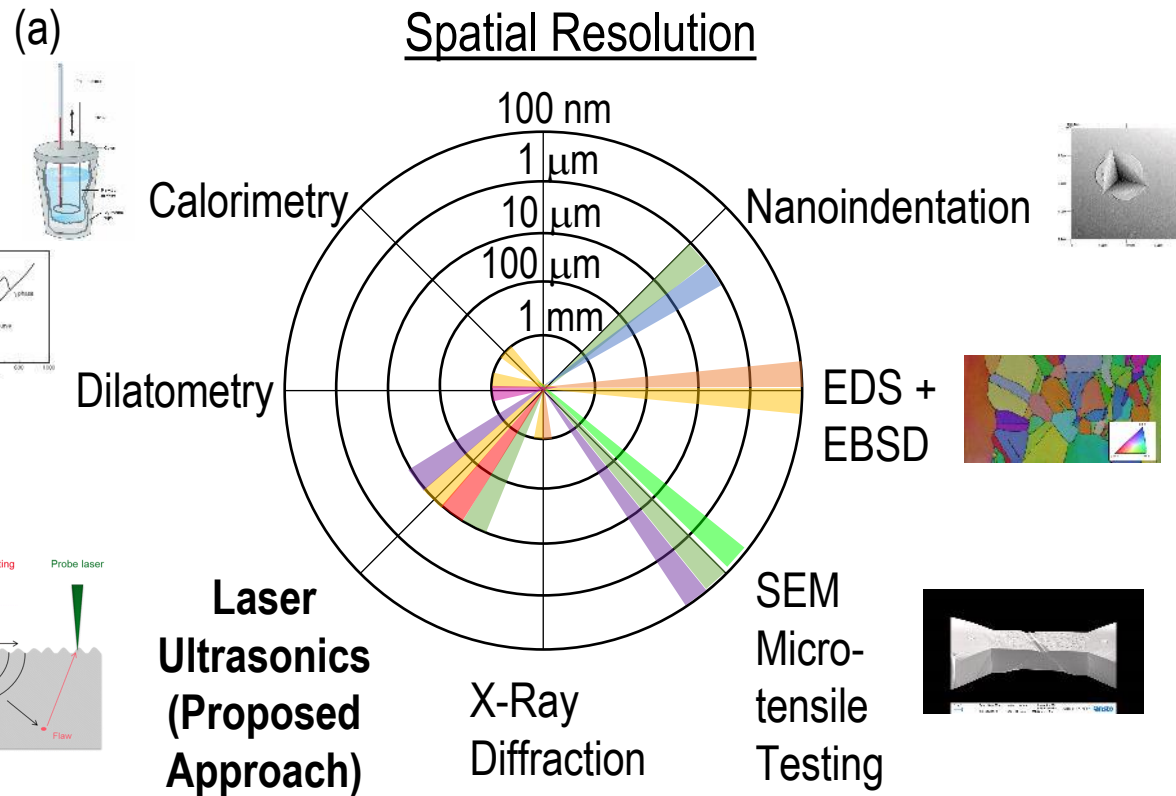 (a)
Spatial Resolution
100 nm
1 μm
10 μm
100 μm
1 mm
Calorimetry
Nanoindentation
Dilatometry
EDS +
EBSD
Probe laser
Flaw
Laser
Ultrasonics
(Proposed
Approach)
X-Ray
Diffraction
SEM
Micro-
tensile
Testing